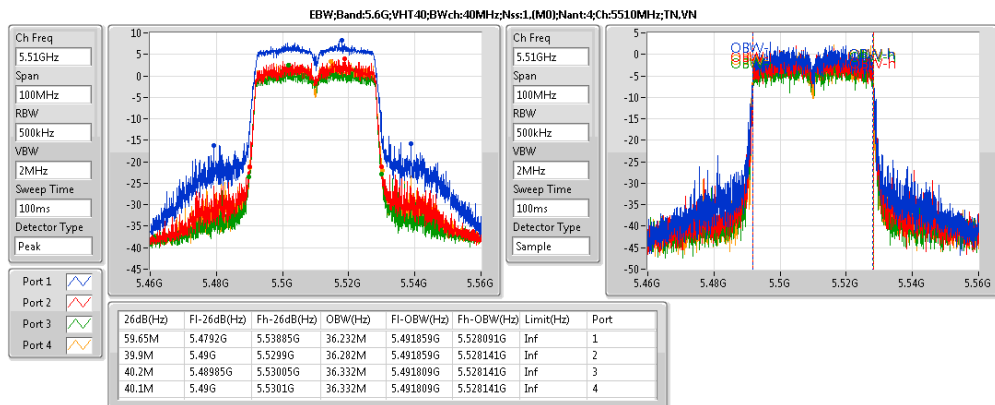 EBW;Band:5.6G;VHT40;BWch:40MHz;Nss:1,(M0);Nant:4;Ch:5510MHz;TN,VN
Ch Freq
5.51GHz
Span
100MHz
RBW
500kHz
VBW
2MHz
Sweep Time
100ms
Detector Type
Peak
10
5
0
-5
-10
-15
-20
-25
-30
-35
-40
-45
5.46G 5.48G 5.5G 5.52G 5.54G 5.56G
Ch Freq
5.51GHz
Span
100MHz
RBW
500kHz
VBW
2MHz
Sweep Time
100ms
Detector Type
Sample
5
0
-5
-10
-15
-20
-25
-30
-35
-40
-45
-50
5.46G 5.48G 5.5G 5.52G 5.54G 5.56G
Port 1
Port 2
Port 3
Port 4
26dB(Hz) Fl-26dB(Hz) Fh-26dB(Hz) OBW(Hz) Fl-OBW(Hz) Fh-OBW(Hz) Limit(Hz) Port
59.65M 5.4792G 5.53885G 36.232M 5.491859G 5.528091G Inf 1
39.9M 5.49G 5.5299G 36.282M 5.491859G 5.528141G Inf 2
40.2M 5.48985G 5.53005G 36.332M 5.491809G 5.528141G Inf 3
40.1M 5.49G 5.5301G 36.332M 5.491809G 5.528141G Inf 4